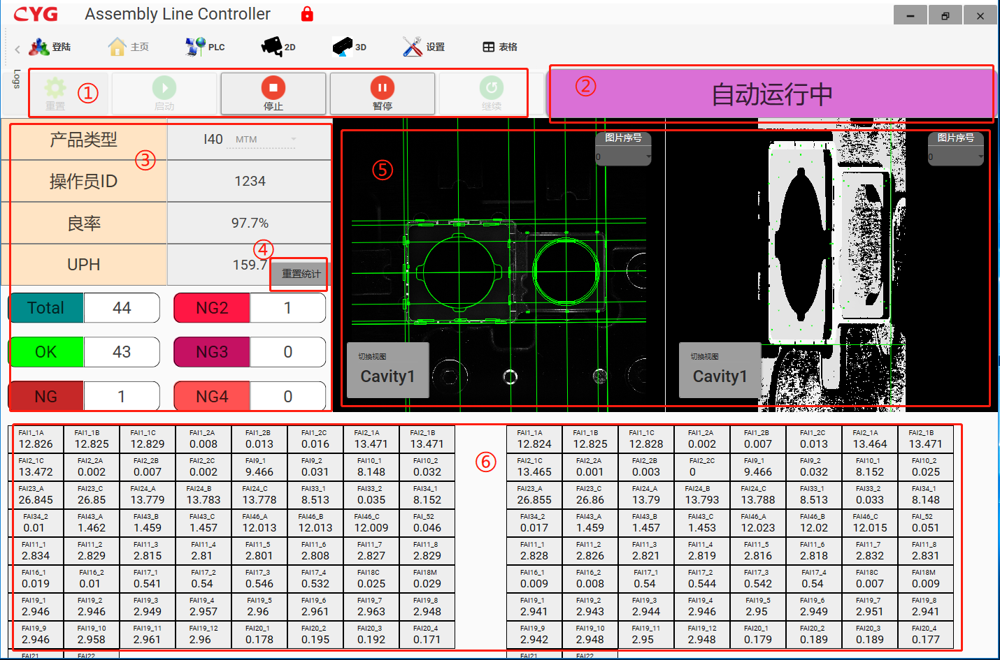 CYG Assembly Line Controller
登陆 主页 PLC 2D 3D 设置 表格
Logs
重置 ① 启动 停止 暂停 继续
② 自动运行中
产品类型 I40 MTM
③
操作员ID 1234
良率 97.7%
④
UPH 159.7 重置统计
Total 44 NG2 1
OK 43 NG3 0
NG 1 NG4 0
⑤
图片序号
0
切换视图
Cavity1
图片序号
0
切换视图
Cavity1
⑥
FAI1_1A FAI1_1B FAI1_1C FAI1_2A FAI1_2B FAI1_2C FAI2_1A FAI2_1B
12.826 12.825 12.829 0.008 0.013 0.016 13.471 13.471
FAI2_1C FAI2_2A FAI2_2B FAI2_2C FAI9_1 FAI9_2 FAI10_1 FAI10_2
13.472 0.002 0.007 0.002 9.466 0.031 8.148 0.032
FAI23_A FAI23_C FAI24_A FAI24_B FAI24_C FAI33_1 FAI33_2 FAI34_1
26.845 26.85 13.779 13.783 13.778 8.513 0.035 8.152
FAI34_2 FAI43_A FAI43_B FAI43_C FAI46_A FAI46_B FAI46_C FAI_52
0.01 1.462 1.459 1.457 12.013 12.013 12.009 0.046
FAI11_1 FAI11_2 FAI11_3 FAI11_4 FAI11_5 FAI11_6 FAI11_7 FAI11_8
2.834 2.829 2.815 2.81 2.801 2.808 2.827 2.829
FAI16_1 FAI16_2 FAI17_1 FAI17_2 FAI17_3 FAI17_4 FAI18C FAI18M
0.019 0.01 0.541 0.54 0.546 0.532 0.025 0.029
FAI19_1 FAI19_2 FAI19_3 FAI19_4 FAI19_5 FAI19_6 FAI19_7 FAI19_8
2.946 2.946 2.949 2.957 2.96 2.961 2.963 2.948
FAI19_9 FAI19_10 FAI19_11 FAI19_12 FAI20_1 FAI20_2 FAI20_3 FAI20_4
2.946 2.958 2.961 2.96 0.178 0.195 0.192 0.171
FAI21 FAI22
FAI1_1A FAI1_1B FAI1_1C FAI1_2A FAI1_2B FAI1_2C FAI2_1A FAI2_1B
12.824 12.825 12.828 0.002 0.007 0.013 13.464 13.471
FAI2_1C FAI2_2A FAI2_2B FAI2_2C FAI9_1 FAI9_2 FAI10_1 FAI10_2
13.465 0.001 0.003 0 9.466 0.032 8.152 0.025
FAI23_A FAI23_C FAI24_A FAI24_B FAI24_C FAI33_1 FAI33_2 FAI34_1
26.855 26.86 13.79 13.793 13.788 8.513 0.033 8.148
FAI34_2 FAI43_A FAI43_B FAI43_C FAI46_A FAI46_B FAI46_C FAI_52
0.017 1.459 1.457 1.453 12.023 12.02 12.015 0.051
FAI11_1 FAI11_2 FAI11_3 FAI11_4 FAI11_5 FAI11_6 FAI11_7 FAI11_8
2.828 2.826 2.821 2.819 2.816 2.818 2.832 2.831
FAI16_1 FAI16_2 FAI17_1 FAI17_2 FAI17_3 FAI17_4 FAI18C FAI18M
0.009 0.008 0.54 0.544 0.542 0.54 0.007 0.009
FAI19_1 FAI19_2 FAI19_3 FAI19_4 FAI19_5 FAI19_6 FAI19_7 FAI19_8
2.941 2.943 2.944 2.946 2.95 2.949 2.951 2.941
FAI19_9 FAI19_10 FAI19_11 FAI19_12 FAI20_1 FAI20_2 FAI20_3 FAI20_4
2.942 2.948 2.95 2.948 0.179 0.189 0.189 0.177
FAI21 FAI22